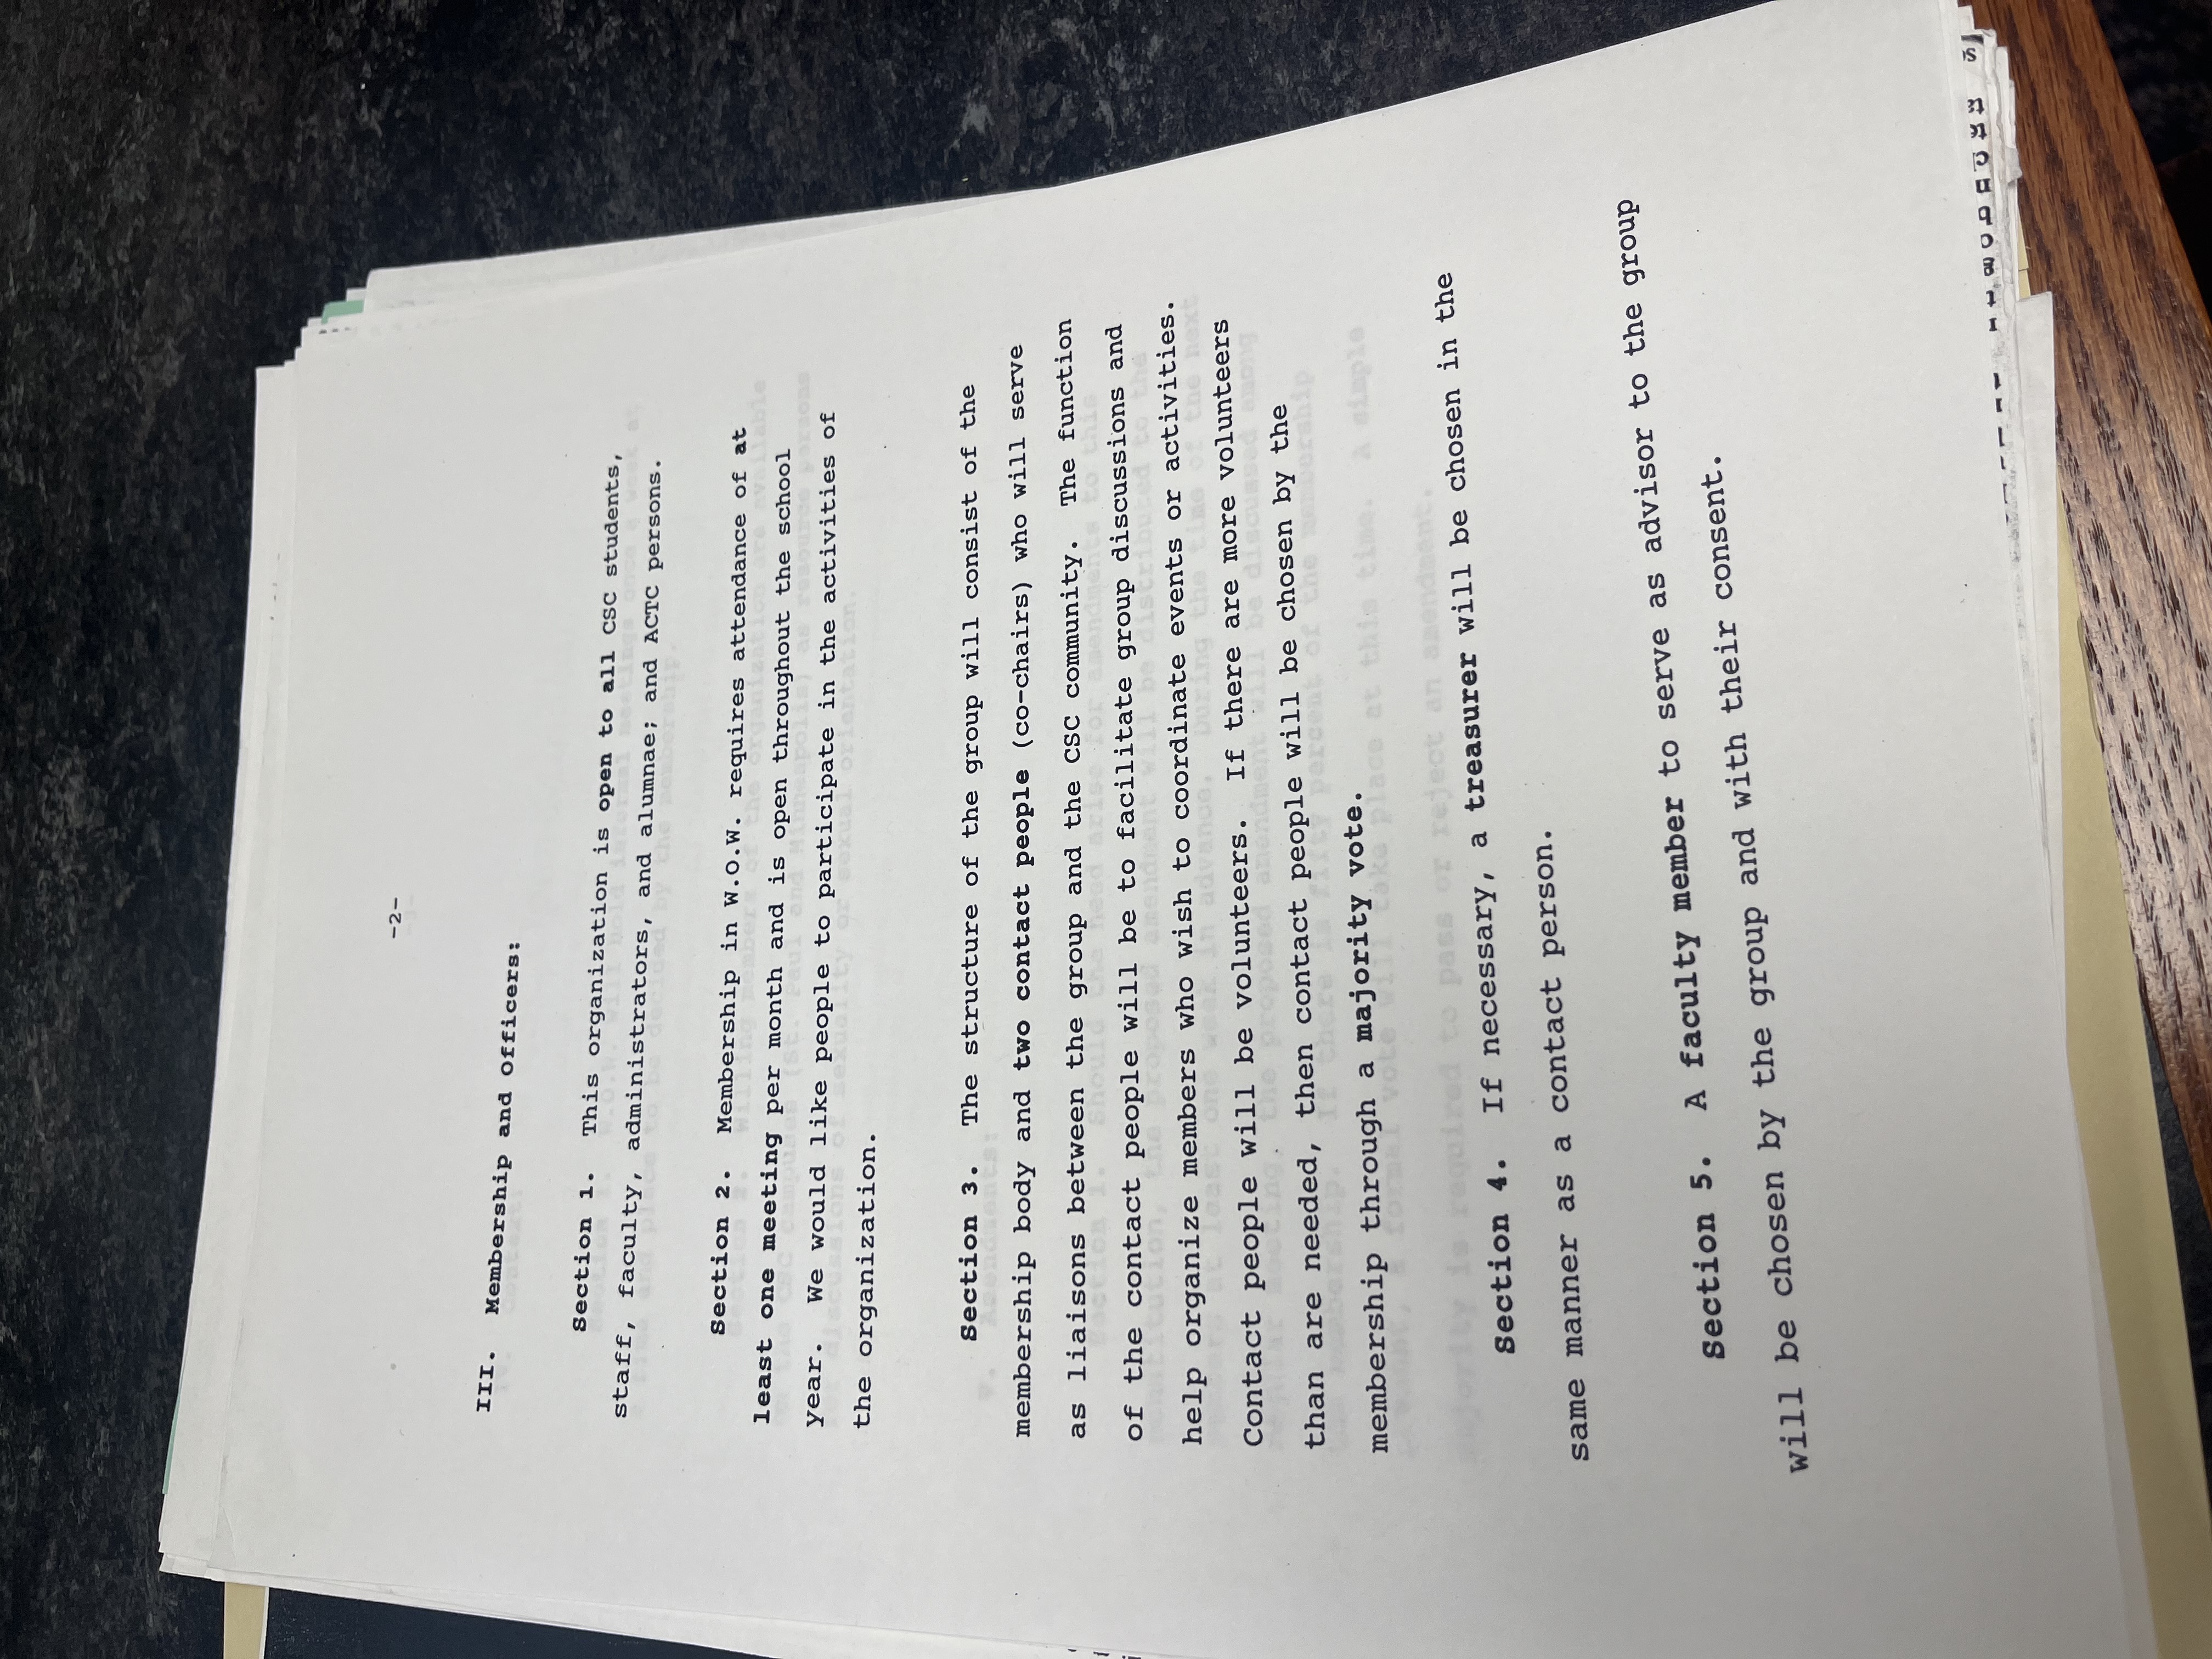 -2-
III. Membership and Officers:
Section 1. This organization is open to all CSC students,
staff, faculty, administrators, and alumnae; and ACTC persons.
Section 2. Membership in W.O.W. requires attendance of at
least one meeting per month and is open throughout the school
year. We would like people to participate in the activities of
the organization.
Section 3. The structure of the group will consist of the
membership body and two contact people (co-chairs) who will serve
as liaisons between the group and the CSC community. The function
of the contact people will be to facilitate group discussions and
help organize members who wish to coordinate events or activities.
Contact people will be volunteers. If there are more volunteers
than are needed, then contact people will be chosen by the
membership through a majority vote.
Section 4. If necessary, a treasurer will be chosen in the
same manner as a contact person.
Section 5. A faculty member to serve as advisor to the group
will be chosen by the group and with their consent.